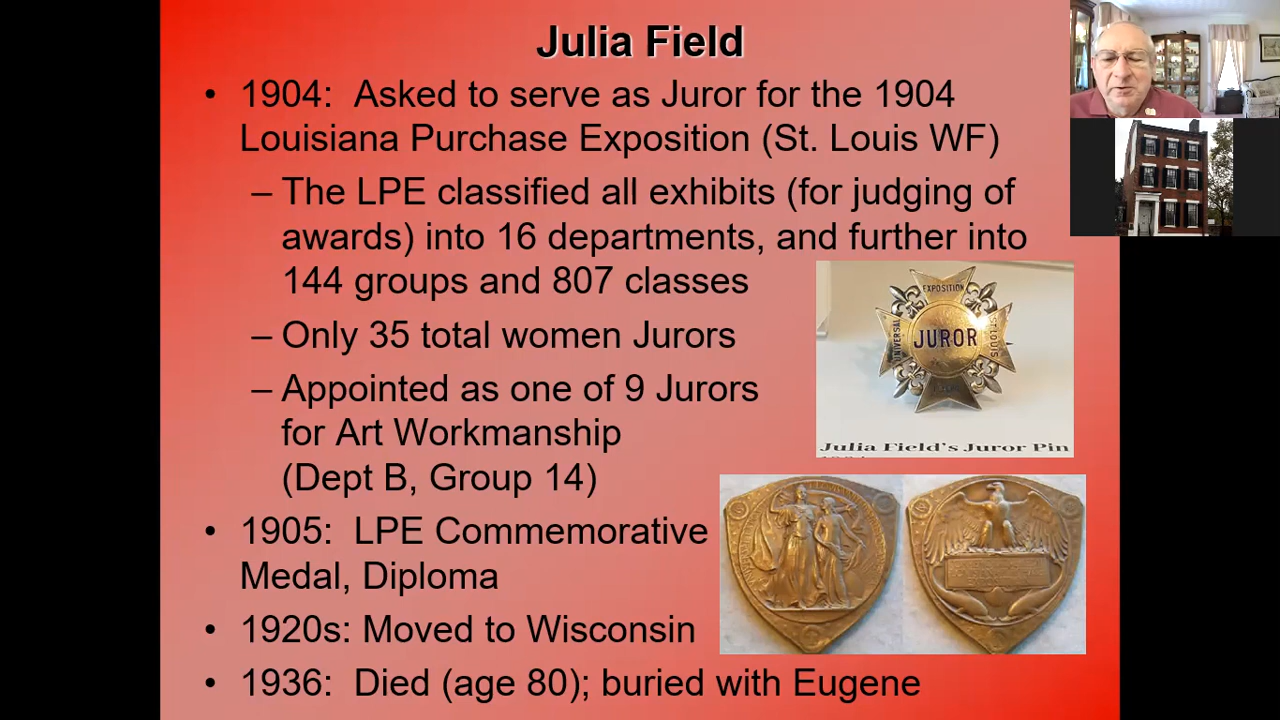 Julia Field
• 1904: Asked to serve as Juror for the 1904
Louisiana Purchase Exposition (St. Louis WF)
– The LPE classified all exhibits (for judging of
awards) into 16 departments, and further into
144 groups and 807 classes
– Only 35 total women Jurors
– Appointed as one of 9 Jurors
for Art Workmanship
(Dept B, Group 14)
• 1905: LPE Commemorative
Medal, Diploma
• 1920s: Moved to Wisconsin
• 1936: Died (age 80); buried with Eugene
EXPOSITION
UNIVERSAL
JUROR
ST LOUIS
Julia Field's Juror Pin